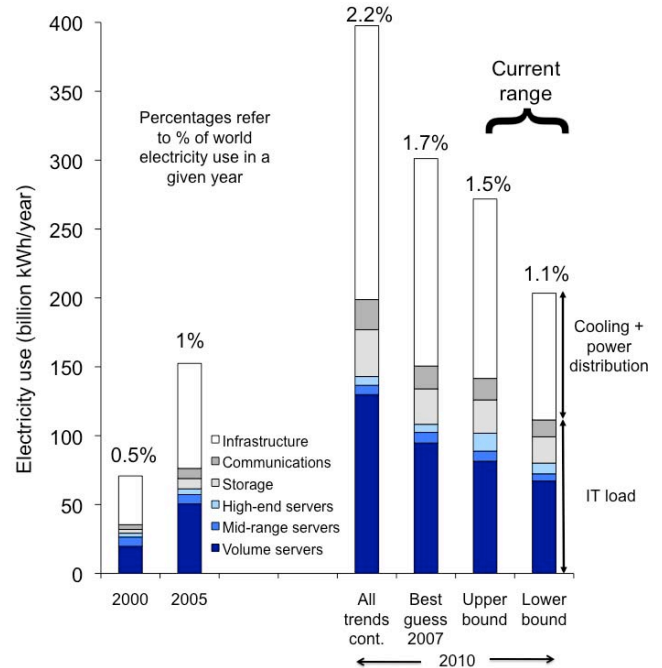 2.2%
Current
range
Percentages refer
to % of world
electricity use in a
given year
1.7%
1.5%
1.1%
1%
0.5%
Electricity use (billion kWh/year)
400
350
300
250
200
150
100
50
0
Infrastructure
Communications
Storage
High-end servers
Mid-range servers
Volume servers
Cooling +
power
distribution
IT load
2000
2005
All
trends
cont.
Best
guess
2007
Upper
bound
Lower
bound
2010